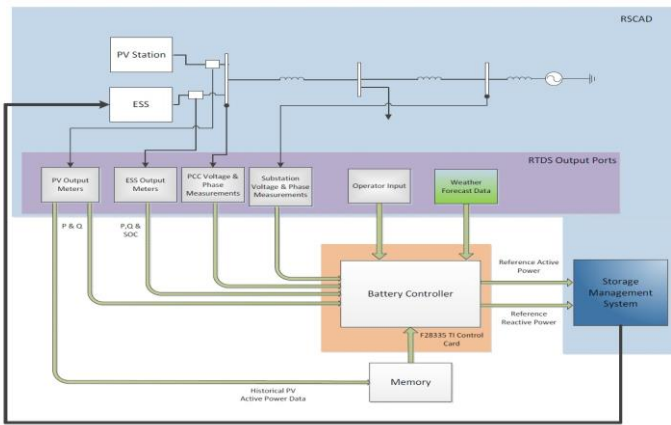 RSCAD
PV Station
ESS
RTDS Output Ports
PV Output
Meters
ESS Output
Meters
PCC Voltage &
Phase
Measurements
Substation
Voltage & Phase
Measurements
Operator Input
Weather
Forecast Data
P & Q
P,Q &
SOC
Battery Controller
Reference Active
Power
Reference
Reactive Power
Storage
Management
System
F28335 TI Control
Card
Memory
Historical PV
Active Power Data